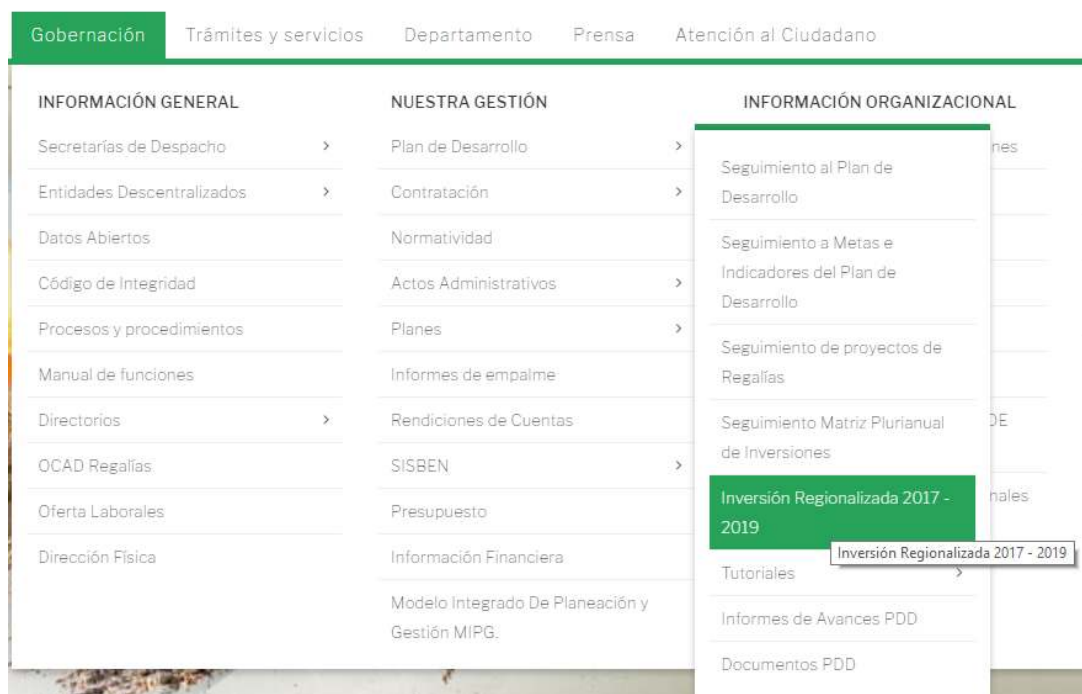 Gobernación Trámites y servicios Departamento Prensa Atención al Ciudadano
INFORMACIÓN GENERAL
Secretarías de Despacho
Entidades Descentralizados
Datos Abiertos
Código de Integridad
Procesos y procedimientos
Manual de funciones
Directorios
OCAD Regalías
Oferta Laborales
Dirección Física
NUESTRA GESTIÓN
Plan de Desarrollo
Contratación
Normatividad
Actos Administrativos
Planes
Informes de empalme
Rendiciones de Cuentas
SISBEN
Presupuesto
Información Financiera
Modelo Integrado De Planeación y
Gestión MIPG.
INFORMACIÓN ORGANIZACIONAL
Seguimiento al Plan de
Desarrollo
Seguimiento a Metas e
Indicadores del Plan de
Desarrollo
Seguimiento de proyectos de
Regalías
Seguimiento Matriz Plurianual
de Inversiones
Inversión Regionalizada 2017 -
2019
Inversión Regionalizada 2017 - 2019
Tutoriales
Informes de Avances PDD
Documentos PDD